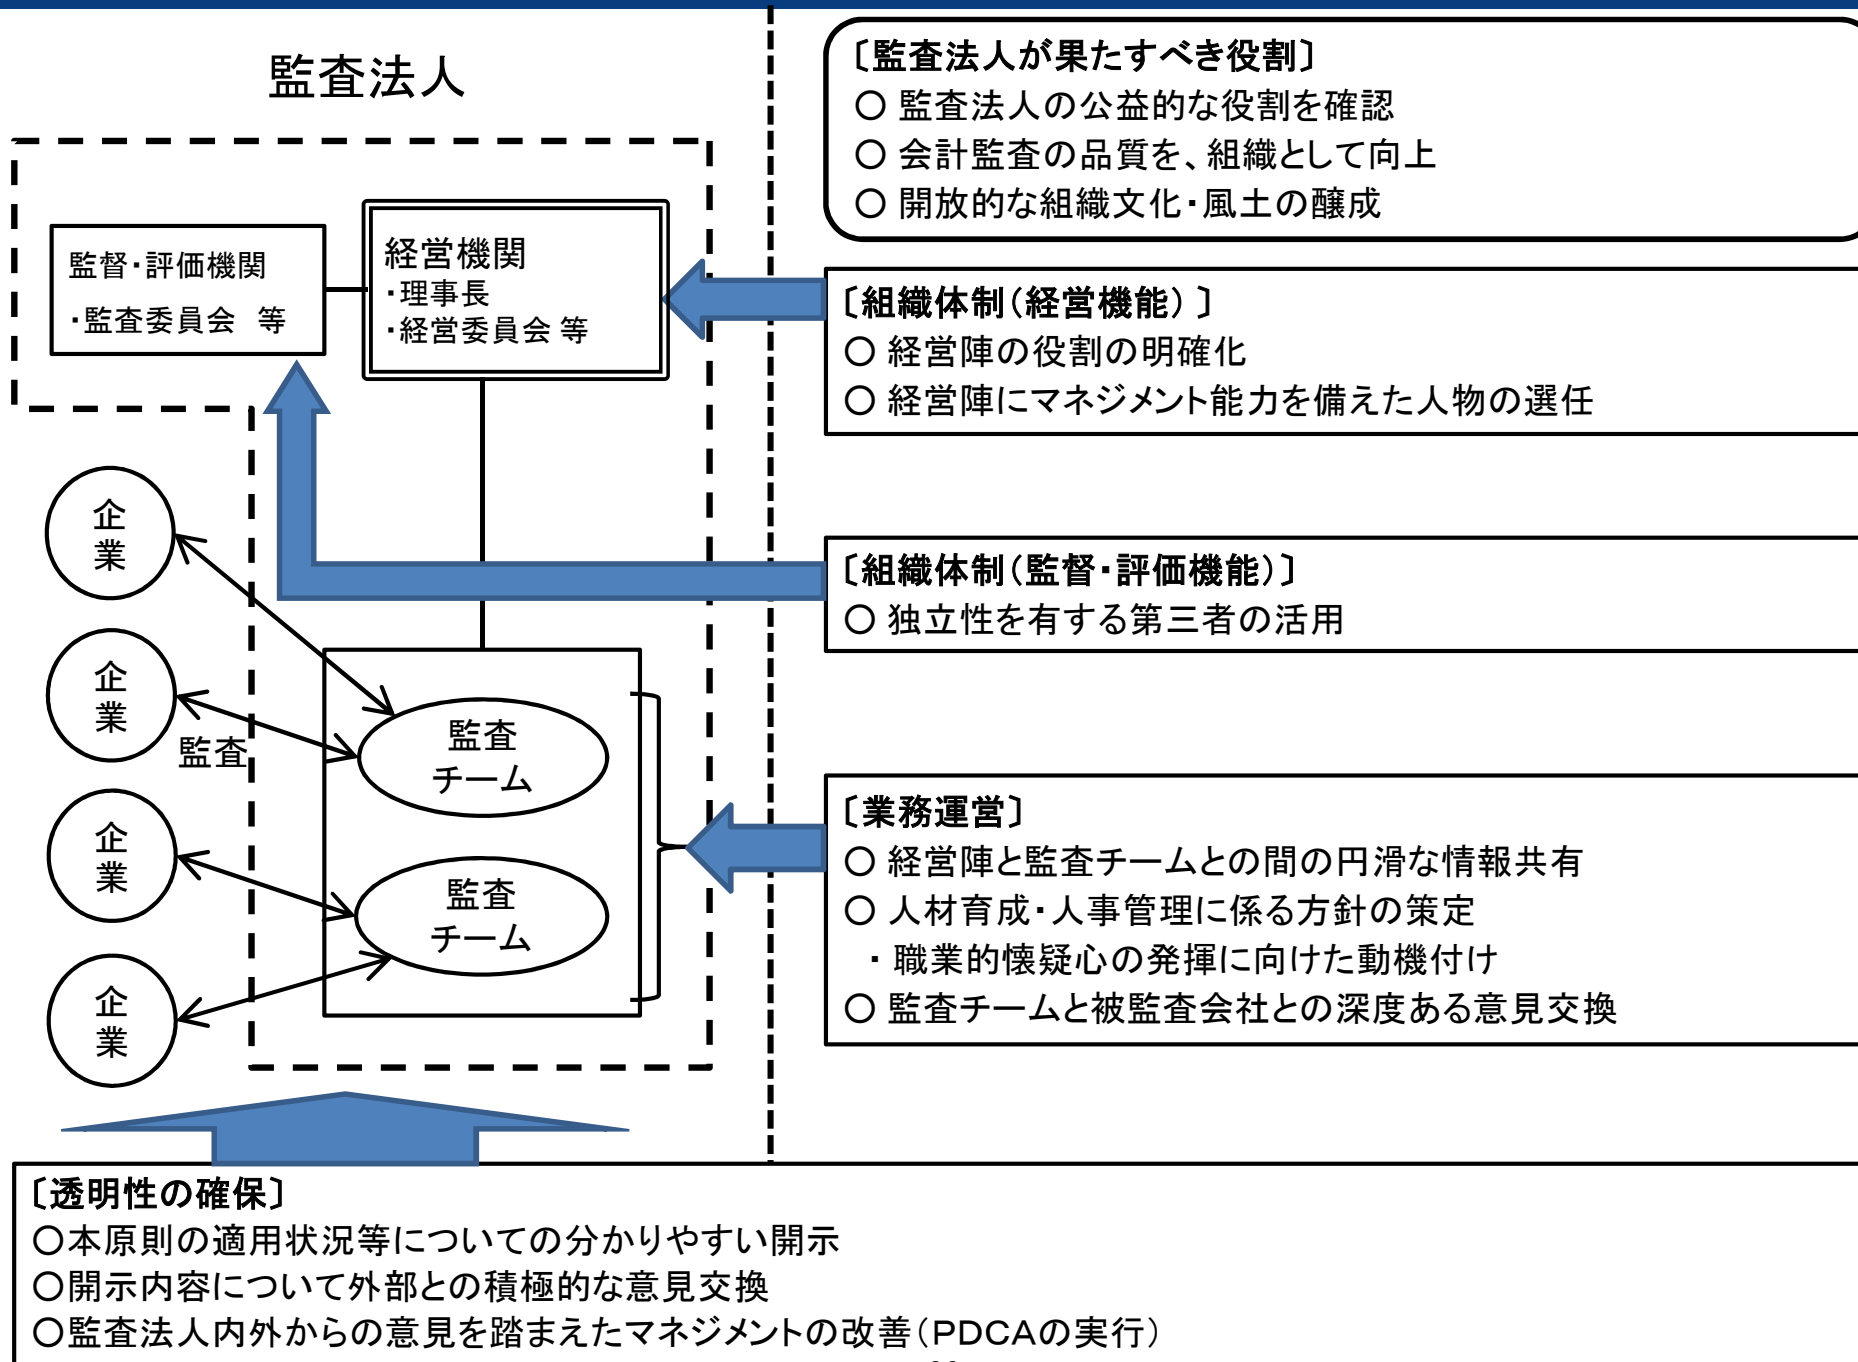 監査法人
監督・評価機関
・監査委員会 等
経営機関
・理事長
・経営委員会 等
企業
企業
監査
企業
企業
監査
チーム
監査
チーム
〔監査法人が果たすべき役割〕
○ 監査法人の公益的な役割を確認
○ 会計監査の品質を、組織として向上
○ 開放的な組織文化・風土の醸成
〔組織体制(経営機能) 〕
○ 経営陣の役割の明確化
○ 経営陣にマネジメント能力を備えた人物の選任
〔組織体制(監督・評価機能)〕
○ 独立性を有する第三者の活用
〔業務運営〕
○ 経営陣と監査チームとの間の円滑な情報共有
○ 人材育成・人事管理に係る方針の策定
・ 職業的懐疑心の発揮に向けた動機付け
○ 監査チームと被監査会社との深度ある意見交換
〔透明性の確保〕
○本原則の適用状況等についての分かりやすい開示
○開示内容について外部との積極的な意見交換
○監査法人内外からの意見を踏まえたマネジメントの改善(PDCAの実行)